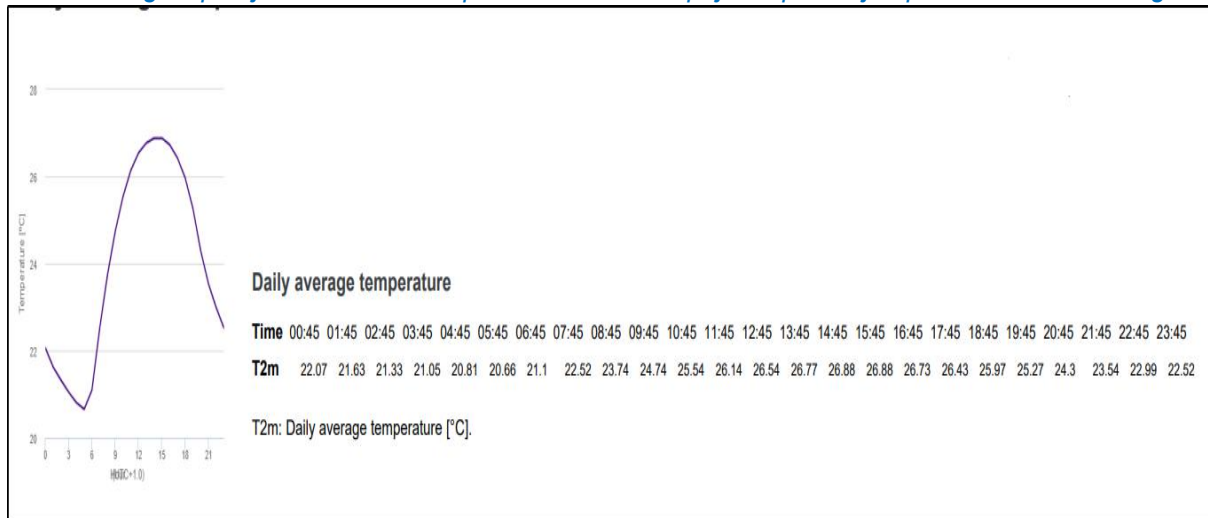 28
26
24
22
20
Temperature [°C]
0 3 6 9 12 15 18 21
Daily average temperature
Time 00:45 01:45 02:45 03:45 04:45 05:45 06:45 07:45 08:45 09:45 10:45 11:45 12:45 13:45 14:45 15:45 16:45 17:45 18:45 19:45 20:45 21:45 22:45 23:45
T2m 22.07 21.63 21.33 21.05 20.81 20.66 21.1 22.52 23.74 24.74 25.54 26.14 26.54 26.77 26.88 26.88 26.73 26.43 25.97 25.27 24.3 23.54 22.99 22.52
T2m: Daily average temperature [°C].